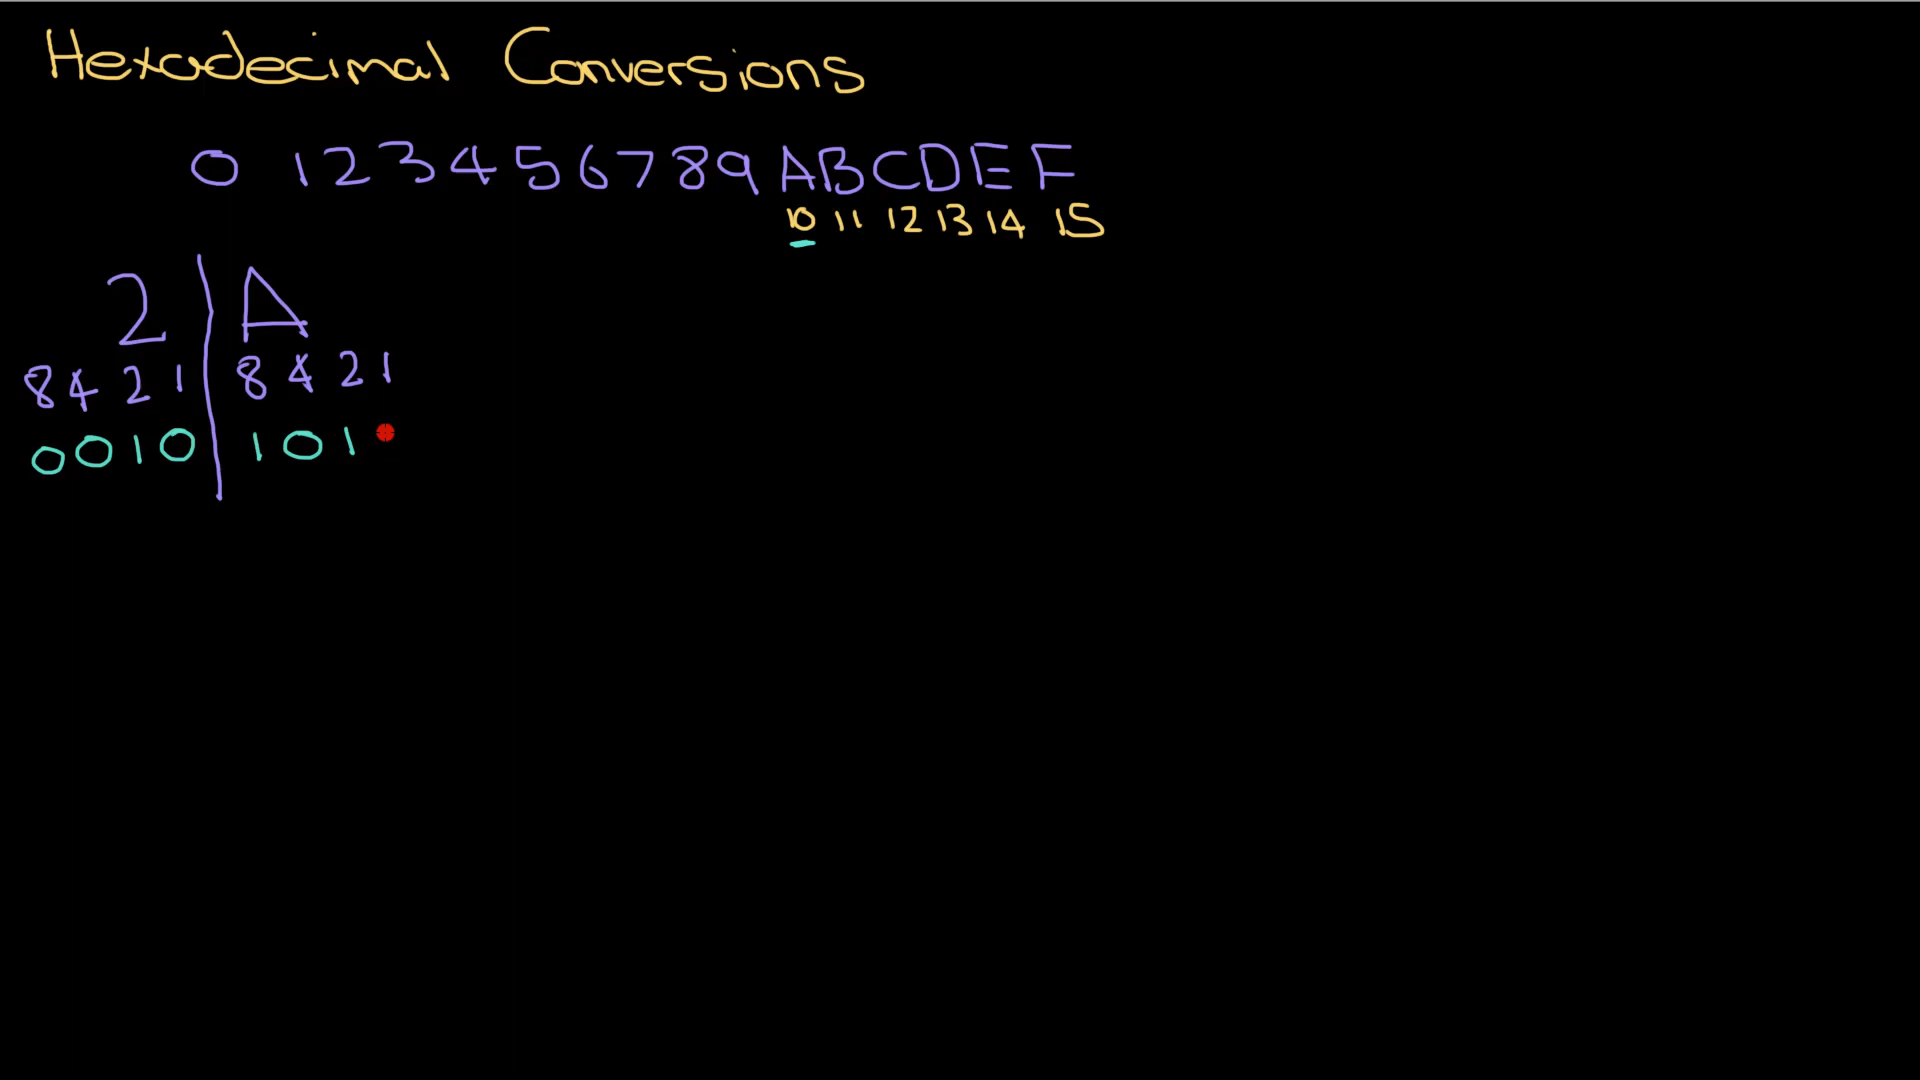 Hexadecimal Conversions
0 1 2 3 4 5 6 7 8 9 A B C D E F
10 11 12 13 14 15
2 A
8 4 2 1 8 4 2 1
0 0 1 0 1 0 1